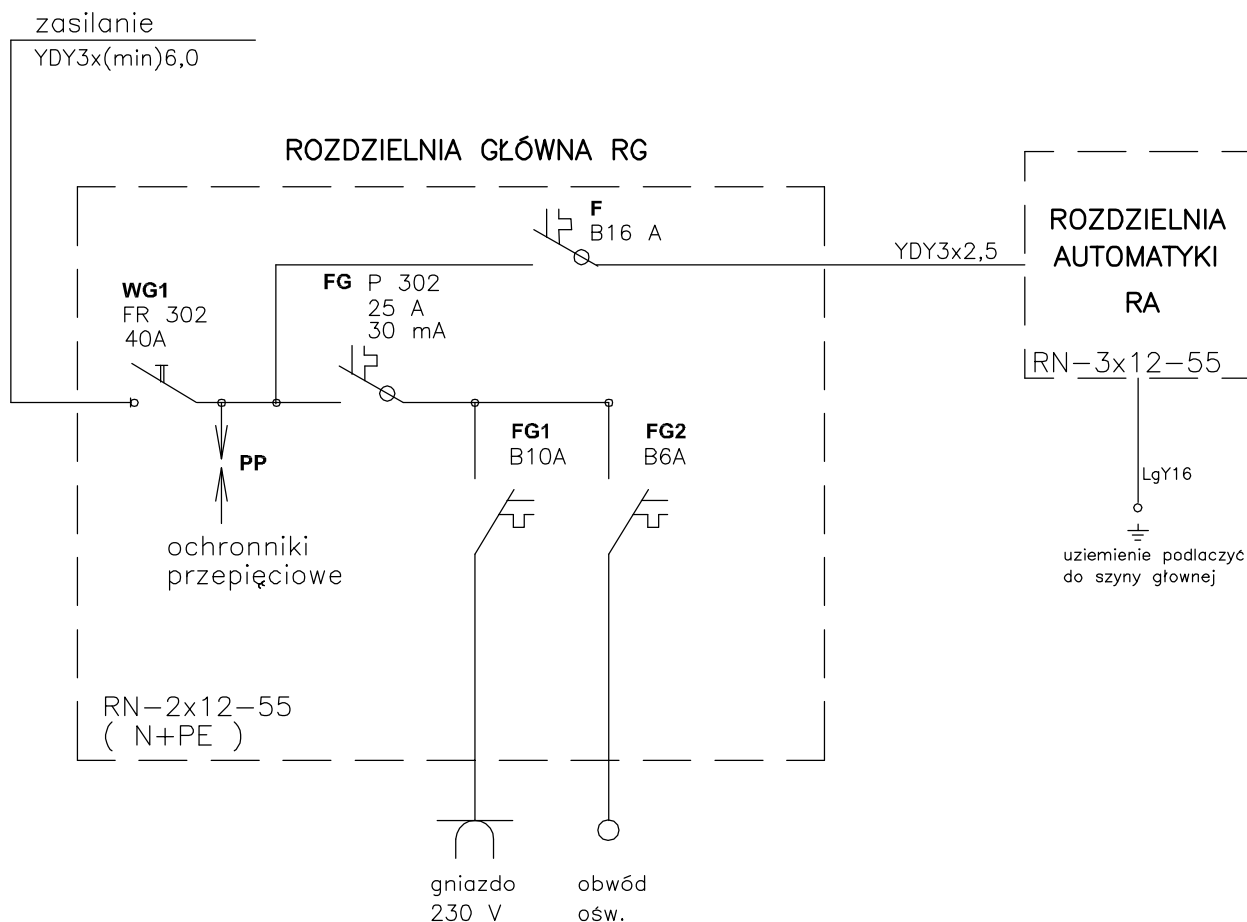 zasilanie
YDY3x(min)6,0
ROZDZIELNIA GŁÓWNA RG
F
B16 A
YDY3x2,5
ROZDZIELNIA
AUTOMATYKI
RA
RN-3x12-55
WG1
FR 302
40A
FG P 302
25 A
30 mA
PP
ochronniki
przepięciowe
FG1
B10A
FG2
B6A
LgY16
uziemienie podlaczyć
do szyny głownej
RN-2x12-55
( N+PE )
gniazdo
230 V
obwód
ośw.